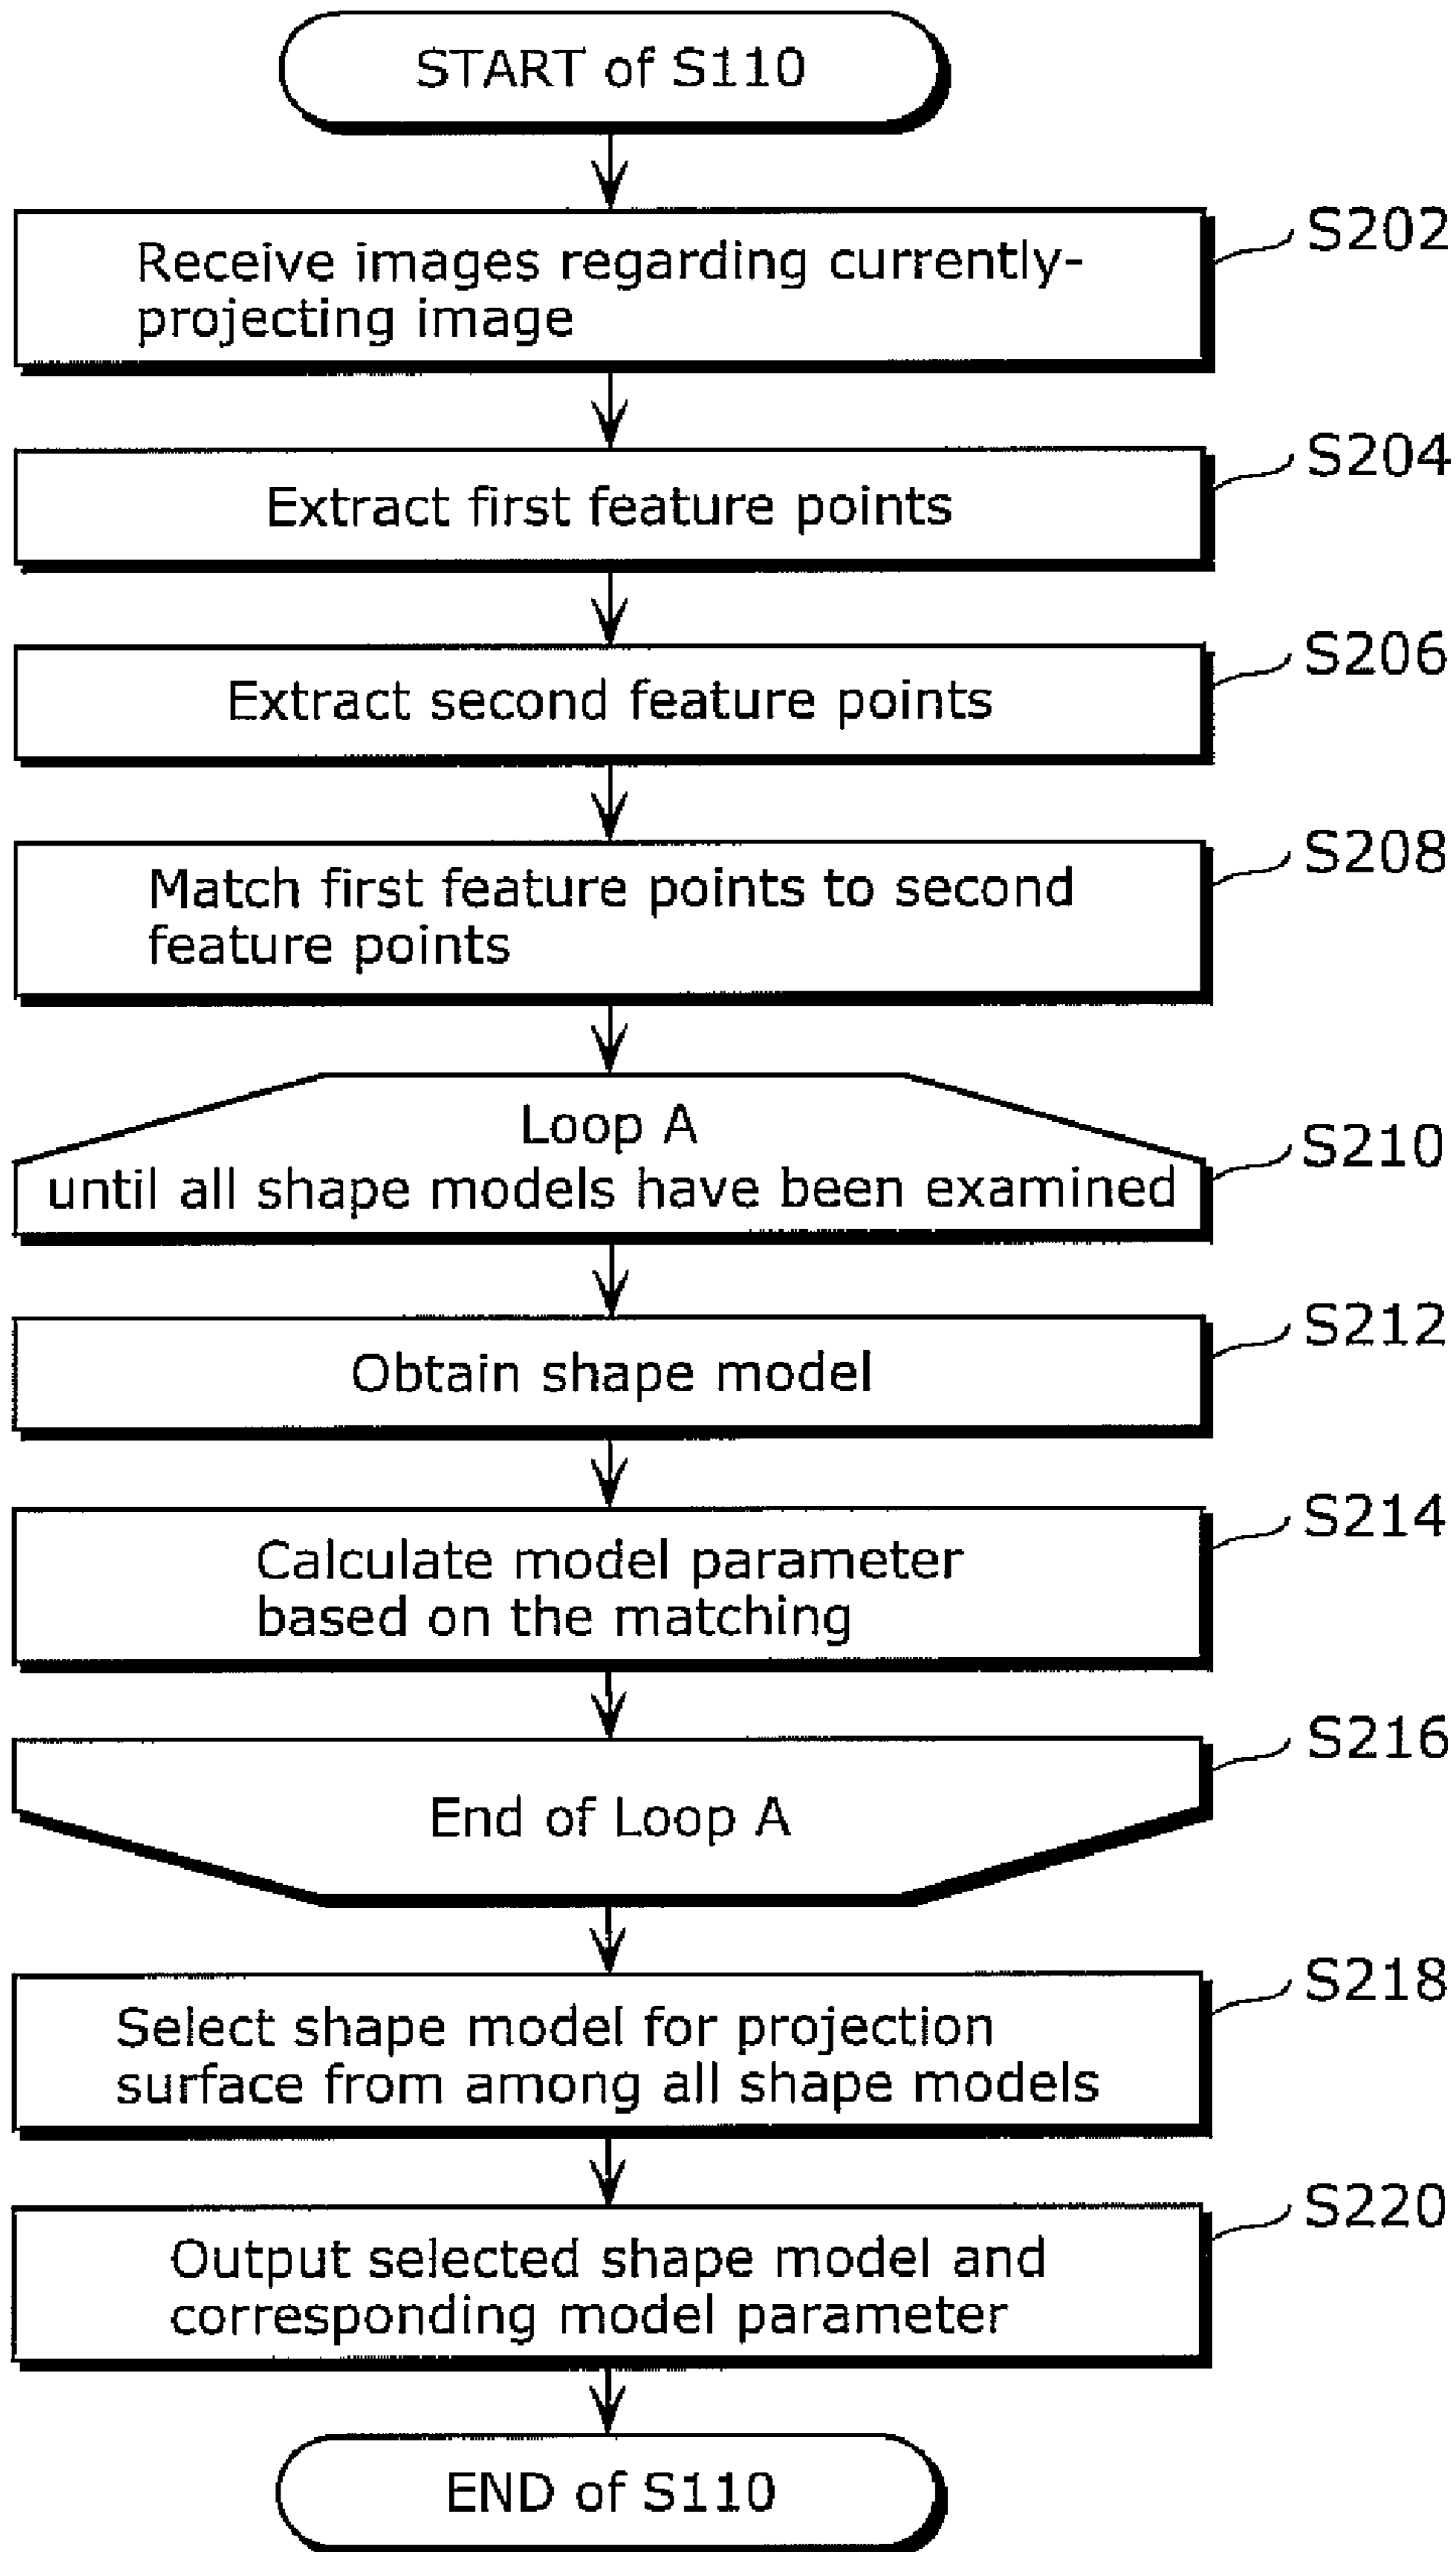 START of S110
S202
Receive images regarding currently-
projecting image
S204
Extract first feature points
S206
Extract second feature points
S208
Match first feature points to second
feature points
Loop A
S210
until all shape models have been examined
S212
Obtain shape model
S214
Calculate model parameter
based on the matching
S216
End of Loop A
S218
Select shape model for projection
surface from among all shape models
S220
Output selected shape model and
corresponding model parameter
END of S110